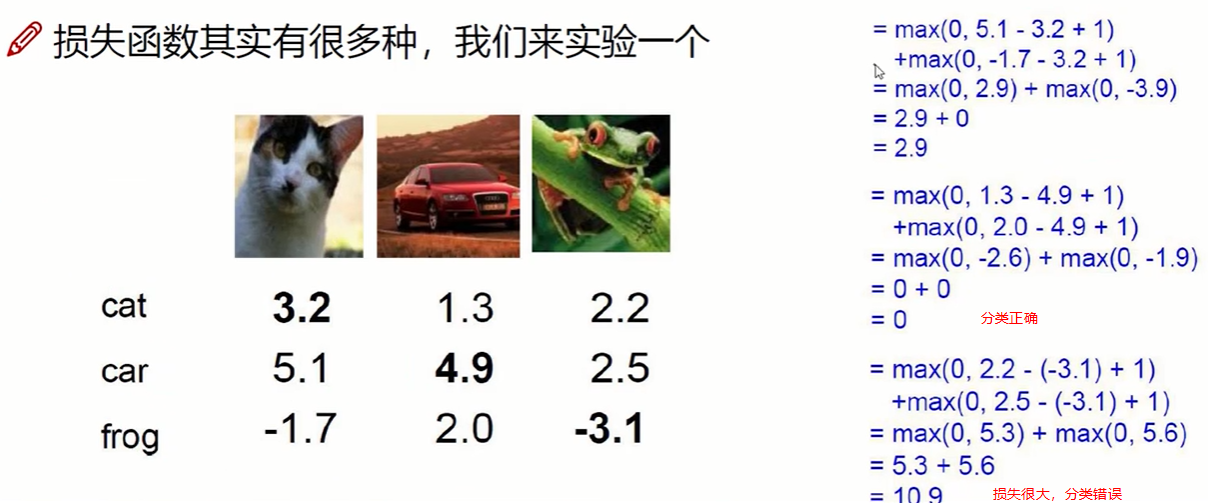 损失函数其实有很多种，我们来实验一个
cat 3.2 1.3 2.2
car 5.1 4.9 2.5
frog -1.7 2.0 -3.1
= max(0, 5.1 - 3.2 + 1)
+max(0, -1.7 - 3.2 + 1)
= max(0, 2.9) + max(0, -3.9)
= 2.9 + 0
= 2.9
= max(0, 1.3 - 4.9 + 1)
+max(0, 2.0 - 4.9 + 1)
= max(0, -2.6) + max(0, -1.9)
= 0 + 0
= 0 分类正确
= max(0, 2.2 - (-3.1) + 1)
+max(0, 2.5 - (-3.1) + 1)
= max(0, 5.3) + max(0, 5.6)
= 5.3 + 5.6
= 10.9 损失很大，分类错误